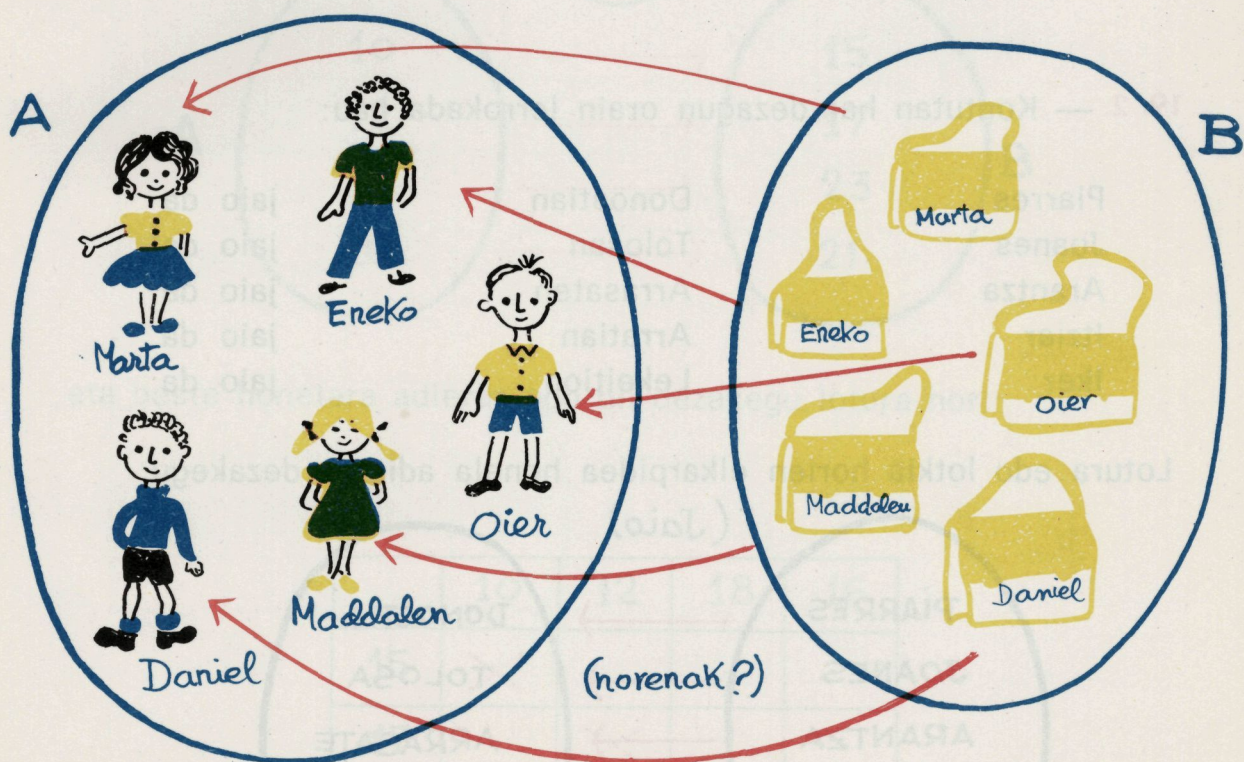 A
B
Marta
Eneko
Oier
Daniel
Maddalen
Marta
Eneko
Oier
Maddalen
Daniel
(norenak?)